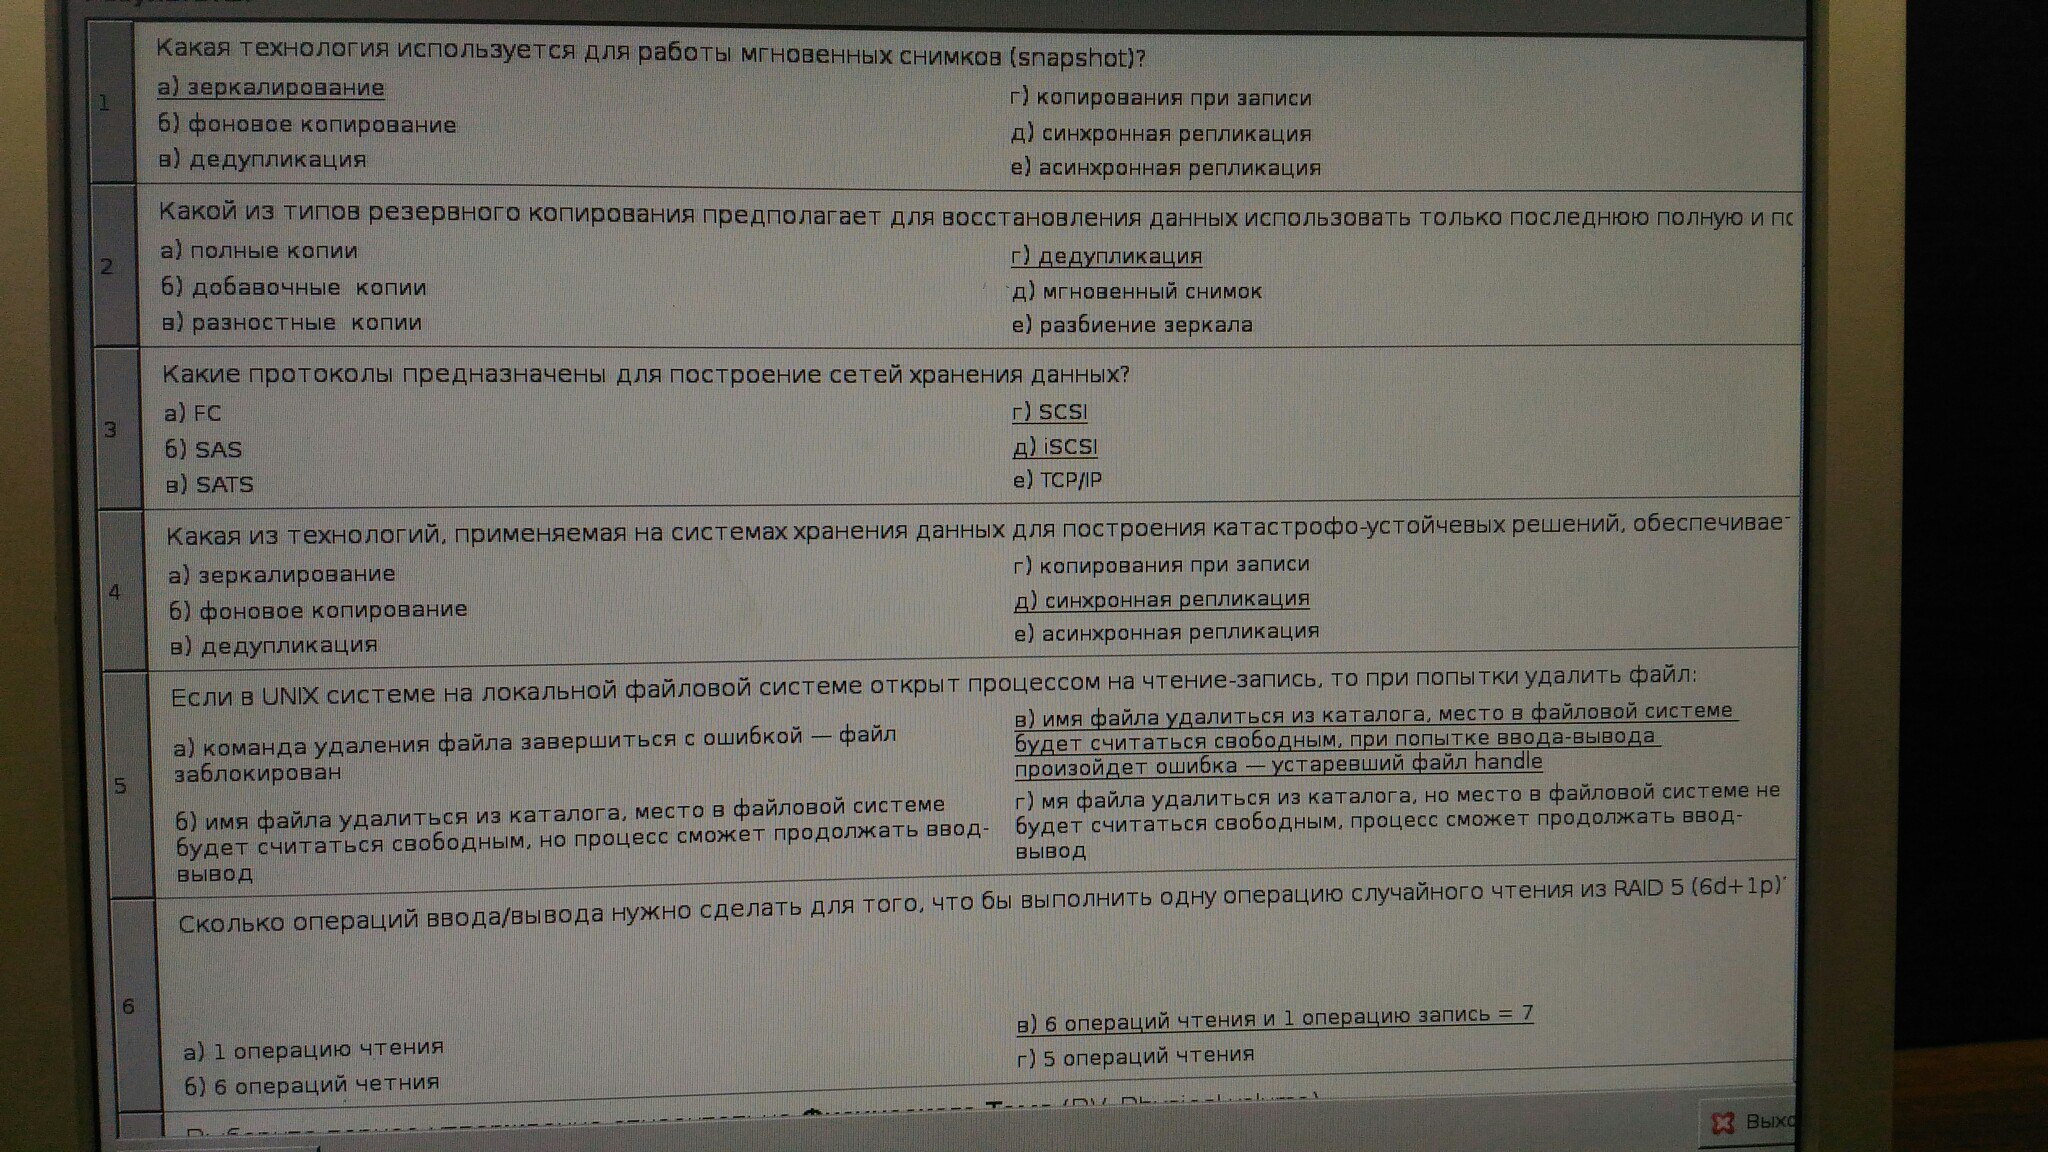 1
Какая технология используется для работы мгновенных снимков (snapshot)?
а) зеркалирование
б) фоновое копирование
в) дедупликация
г) копирования при записи
д) синхронная репликация
е) асинхронная репликация
2
Какой из типов резервного копирования предполагает для восстановления данных использовать только последнюю полную и по
а) полные копии
б) добавочные копии
в) разностные копии
г) дедупликация
д) мгновенный снимок
е) разбиение зеркала
3
Какие протоколы предназначены для построение сетей хранения данных?
а) FC
б) SAS
в) SATS
г) SCSI
д) iSCSI
е) TCP/IP
4
Какая из технологий, применяемая на системах хранения данных для построения катастрофо-устойчевых решений, обеспечивает
а) зеркалирование
б) фоновое копирование
в) дедупликация
г) копирования при записи
д) синхронная репликация
е) асинхронная репликация
5
Если в UNIX системе на локальной файловой системе открыт процессом на чтение-запись, то при попытки удалить файл:
а) команда удаления файла завершиться с ошибкой — файл
заблокирован
б) имя файла удалиться из каталога, место в файловой системе
будет считаться свободным, но процесс сможет продолжать ввод-
вывод
в) имя файла удалиться из каталога, место в файловой системе
будет считаться свободным, при попытке ввода-вывода
произойдет ошибка — устаревший файл handle
г) мя файла удалиться из каталога, но место в файловой системе не
будет считаться свободным, процесс сможет продолжать ввод-
вывод
6
Сколько операций ввода/вывода нужно сделать для того, что бы выполнить одну операцию случайного чтения из RAID 5 (6d+1p)
а) 1 операцию чтения
б) 6 операций четния
в) 6 операций чтения и 1 операцию запись = 7
г) 5 операций чтения
Выхо